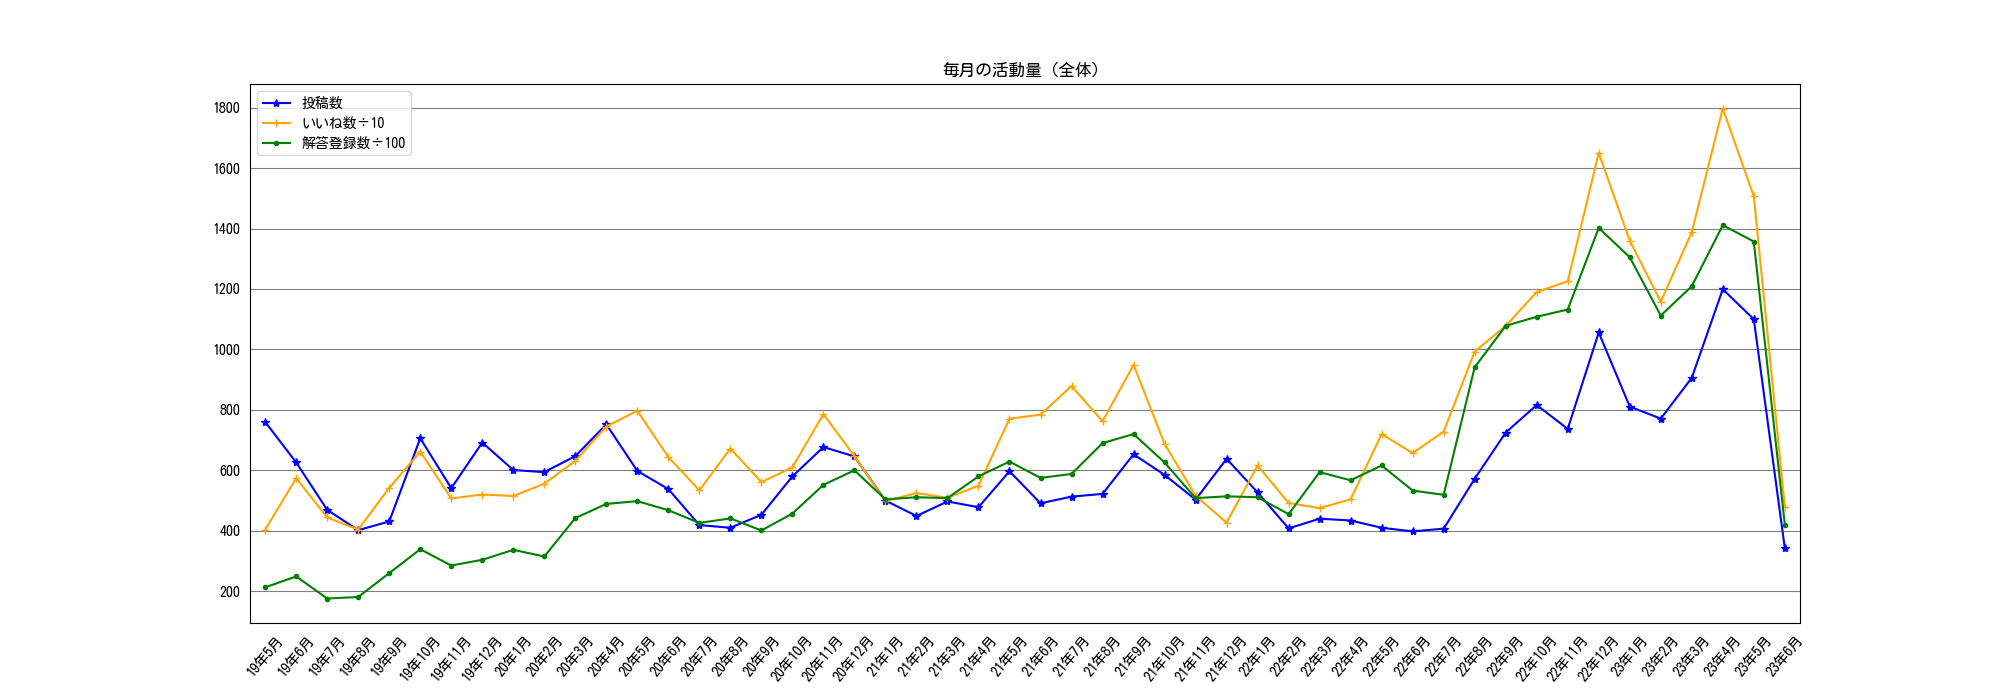 毎月の活動量（全体）
投稿数
いいね数÷10
解答登録数÷100
1800
1600
1400
1200
1000
800
600
400
200
19年5月
19年6月
19年7月
19年8月
19年9月
19年10月
19年11月
19年12月
20年1月
20年2月
20年3月
20年4月
20年5月
20年6月
20年7月
20年8月
20年9月
20年10月
20年11月
20年12月
21年1月
21年2月
21年3月
21年4月
21年5月
21年6月
21年7月
21年8月
21年9月
21年10月
21年11月
21年12月
22年1月
22年2月
22年3月
22年4月
22年5月
22年6月
22年7月
22年8月
22年9月
22年10月
22年11月
22年12月
23年1月
23年2月
23年3月
23年4月
23年5月
23年6月